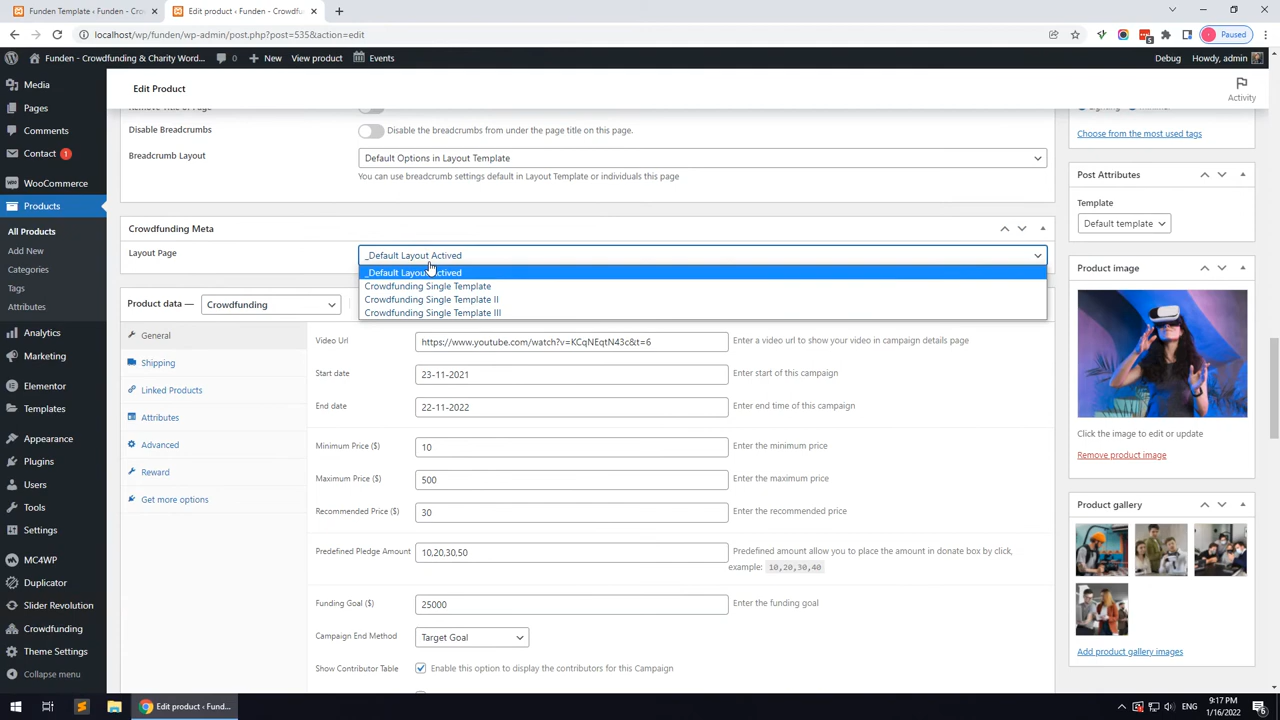 Funden Template ‹ Funden - Cro
Edit product ‹ Funden - Crowdfu
localhost/wp/funden/wp-admin/post.php?post=535&action=edit
5
Paused
Funden - Crowdfunding & Charity Word...
0
New
View product
Events
Debug
Howdy, admin
Media
Pages
Comments
Contact 1
WooCommerce
Products
All Products
Add New
Categories
Tags
Attributes
Analytics
Marketing
Elementor
Templates
Appearance
Plugins
Users
Tools
Settings
MC4WP
Duplicator
Slider Revolution
Crowdfunding
Theme Settings
Collapse menu
Edit Product
Activity
Disable Breadcrumbs
Disable the breadcrumbs from under the page title on this page.
Breadcrumb Layout
Default Options in Layout Template
You can use breadcrumb settings default in Layout Template or individuals this page
Crowdfunding Meta
Layout Page
_Default Layout Actived
_Default Layout Actived
Crowdfunding Single Template
Crowdfunding Single Template II
Crowdfunding Single Template III
Product data —
Crowdfunding
General
Shipping
Linked Products
Attributes
Advanced
Reward
Get more options
Video Url
https://www.youtube.com/watch?v=KCqNEqtN43c&t=6
Enter a video url to show your video in campaign details page
Start date
23-11-2021
Enter start of this campaign
End date
22-11-2022
Enter end time of this campaign
Minimum Price ($)
10
Enter the minimum price
Maximum Price ($)
500
Enter the maximum price
Recommended Price ($)
30
Enter the recommended price
Predefined Pledge Amount
10,20,30,50
Predefined amount allow you to place the amount in donate box by click,
example: 10,20,30,40
Funding Goal ($)
25000
Enter the funding goal
Campaign End Method
Target Goal
Show Contributor Table
Enable this option to display the contributors for this Campaign
Choose from the most used tags
Post Attributes
Template
Default template
Product image
Click the image to edit or update
Remove product image
Product gallery
Add product gallery images
Edit product ‹ Fund...
ENG
9:17 PM
1/16/2022
6